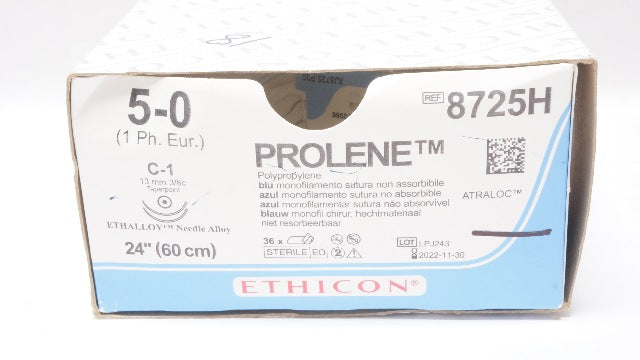 5-0
(1 Ph. Eur.)
C-1
13 mm 3/8c
Taperpoint
ETHALLOY™ Needle Alloy
24" (60 cm)
PROLENE™
Polypropylene
blu monofilamento sutura non assorbibile
azul monofilamento sutura no absorbible
azul monofilamentar sutura não absorvível
blauw monofil chirur. hechtmateriaal
niet resorbeerbaar
36 x
STERILE EO
2
REF 8725H
ATRALOC™
LOT LPJ243
2022-11-30
ETHICON®